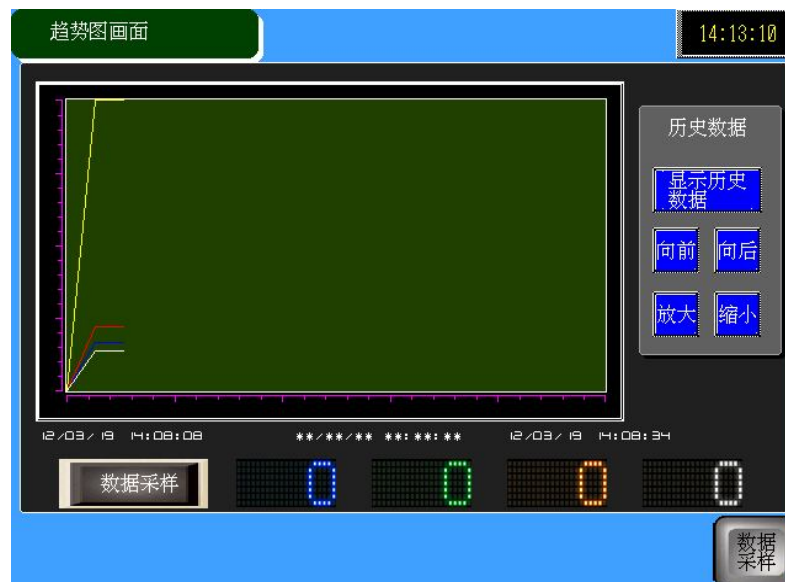 趋势图画面
14:13:10
历史数据
显示历史
数据
向前 向后
放大 缩小
12/03/19 14:08:08 **/**/** **:**:** 12/03/19 14:08:34
数据采样 0 0 0 0
数据
采样